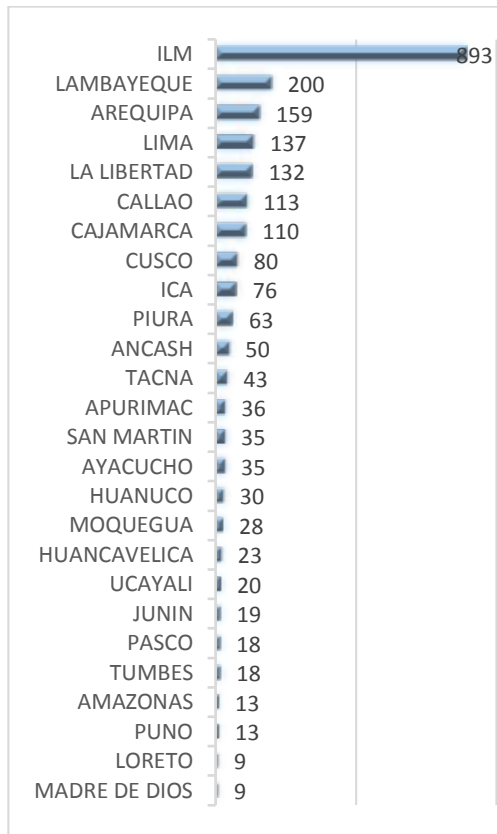 ILM 893
LAMBAYEQUE 200
AREQUIPA 159
LIMA 137
LA LIBERTAD 132
CALLAO 113
CAJAMARCA 110
CUSCO 80
ICA 76
PIURA 63
ANCASH 50
TACNA 43
APURIMAC 36
SAN MARTIN 35
AYACUCHO 35
HUANUCO 30
MOQUEGUA 28
HUANCAVELICA 23
UCAYALI 20
JUNIN 19
PASCO 18
TUMBES 18
AMAZONAS 13
PUNO 13
LORETO 9
MADRE DE DIOS 9